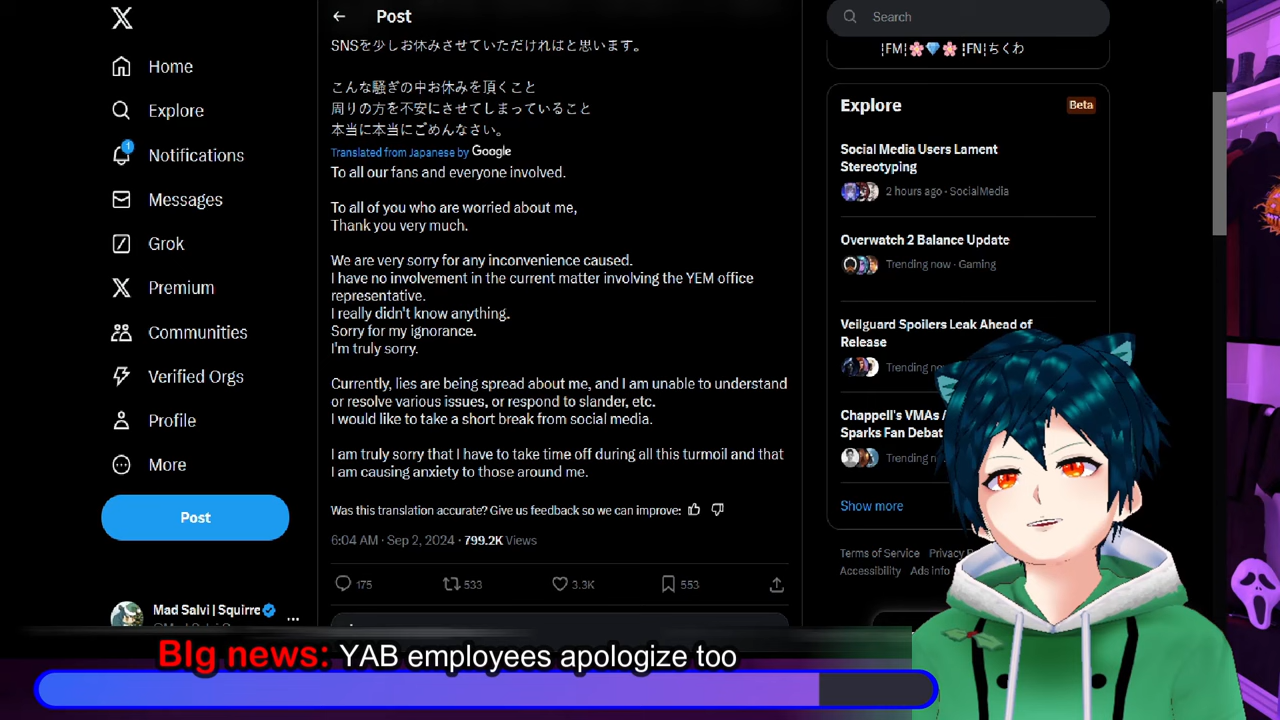 Home
Explore
Notifications
1
Messages
Grok
Premium
Communities
Verified Orgs
Profile
More
Post
Mad Salvi | Squirre
Post
SNSを少しお休みさせていただければと思います。
こんな騒ぎの中お休みを頂くこと
周りの方を不安にさせてしまっていること
本当に本当にごめんなさい。
Translated from Japanese by Google
To all our fans and everyone involved.
To all of you who are worried about me,
Thank you very much.
We are very sorry for any inconvenience caused.
I have no involvement in the current matter involving the YEM office
representative.
I really didn't know anything.
Sorry for my ignorance.
I'm truly sorry.
Currently, lies are being spread about me, and I am unable to understand
or resolve various issues, or respond to slander, etc.
I would like to take a short break from social media.
I am truly sorry that I have to take time off during all this turmoil and that
I am causing anxiety to those around me.
Was this translation accurate? Give us feedback so we can improve:
6:04 AM · Sep 2, 2024 · 799.2K Views
175 533 3.3K 553
Search
¦FM¦🌸💎🌸 ¦FN¦ちくわ
Explore
Beta
Social Media Users Lament
Stereotyping
2 hours ago · SocialMedia
Overwatch 2 Balance Update
Trending now · Gaming
Veilguard Spoilers Leak Ahead of
Release
Trending now
Chappell's VMAs
Sparks Fan Debat
Trending n
Show more
Terms of Service Privacy P
Accessibility Ads info
BIg news: YAB employees apologize too